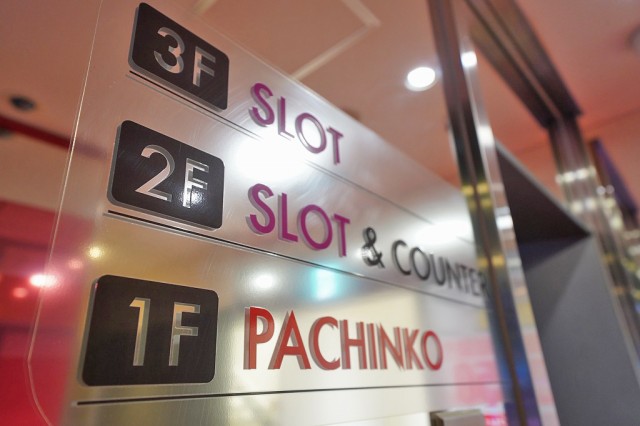 3F SLOT
2F SLOT & COUNTER
1F PACHINKO